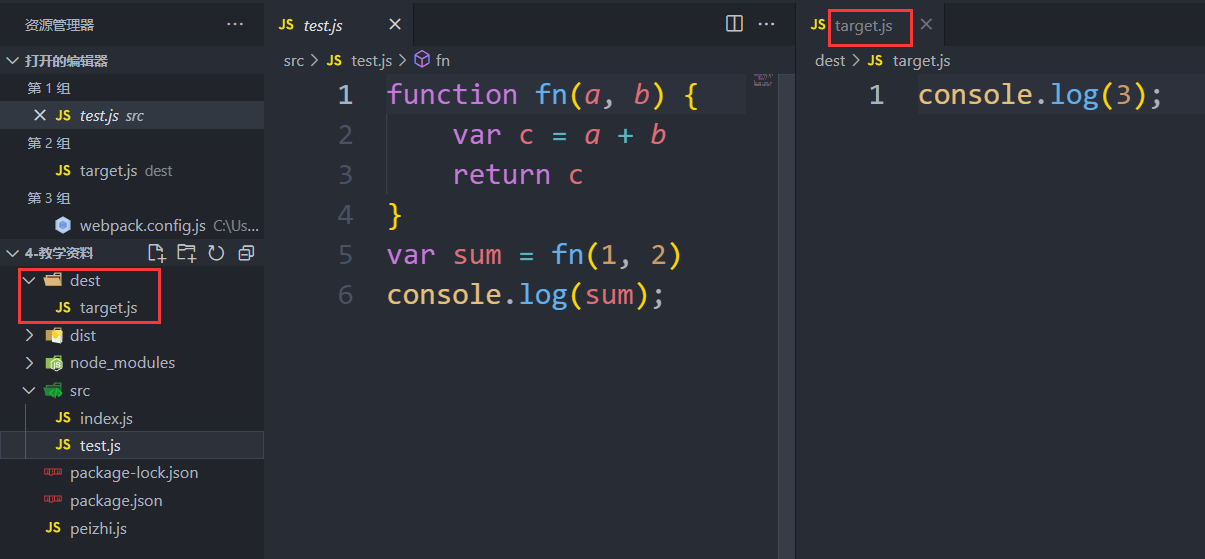 资源管理器 ···
打开的编辑器
第 1 组
JS test.js src
第 2 组
JS target.js dest
第 3 组
webpack.config.js C:\Us...
4-教学资料
dest
JS target.js
dist
node_modules
src
JS index.js
JS test.js
package-lock.json
package.json
JS peizhi.js
JS test.js
src > JS test.js > fn
1 function fn(a, b) {
2 var c = a + b
3 return c
4 }
5 var sum = fn(1, 2)
6 console.log(sum);
JS target.js
dest > JS target.js
1 console.log(3);